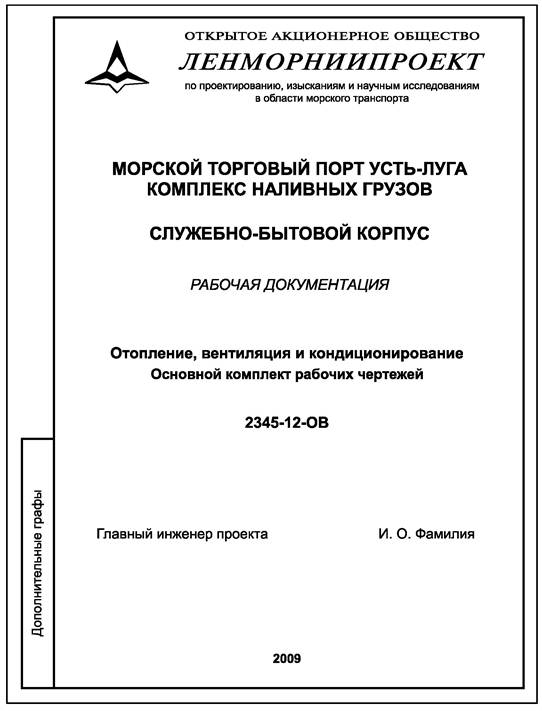 ОТКРЫТОЕ АКЦИОНЕРНОЕ ОБЩЕСТВО
ЛЕНМОРНИИПРОЕКТ
по проектированию, изысканиям и научным исследованиям
в области морского транспорта
МОРСКОЙ ТОРГОВЫЙ ПОРТ УСТЬ-ЛУГА
КОМПЛЕКС НАЛИВНЫХ ГРУЗОВ
СЛУЖЕБНО-БЫТОВОЙ КОРПУС
РАБОЧАЯ ДОКУМЕНТАЦИЯ
Отопление, вентиляция и кондиционирование
Основной комплект рабочих чертежей
2345-12-ОВ
Главный инженер проекта И. О. Фамилия
Дополнительные графы
2009